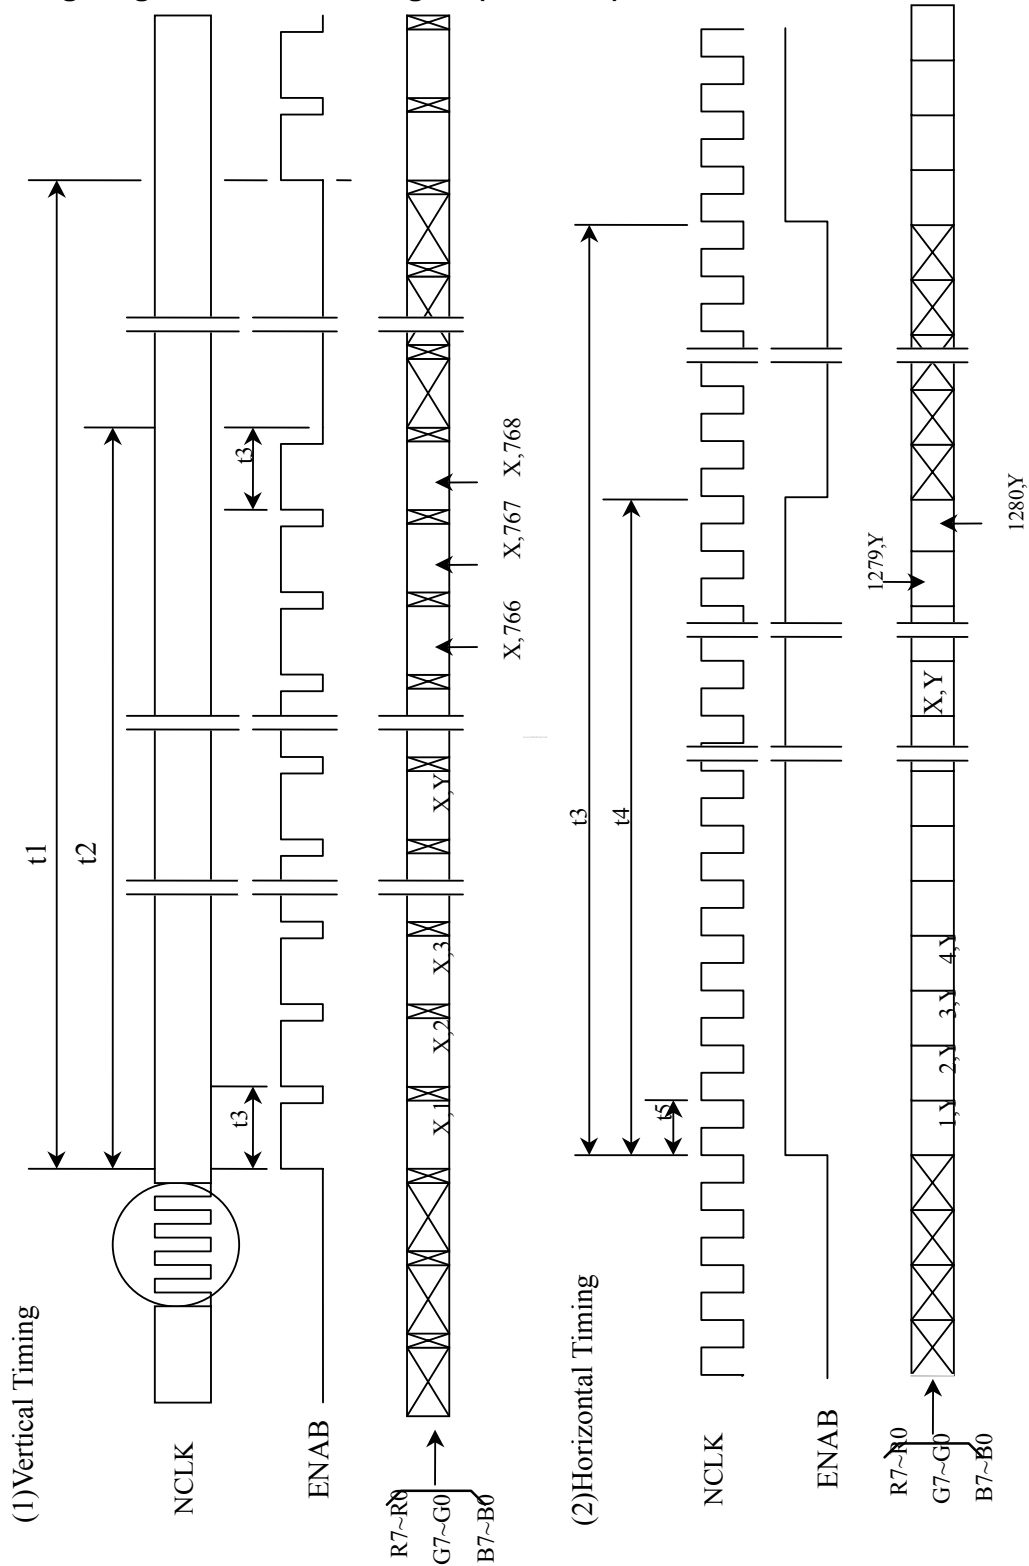 (1)Vertical Timing
t1
t2
NCLK
t3
t3
ENAB
R7~R0
G7~G0
B7~B0
X,1
X,2
X,3
X,Y
X,766
X,767
X,768
(2)Horizontal Timing
t3
t4
t5
NCLK
ENAB
R7~R0
G7~G0
B7~B0
1,Y
2,Y
3,Y
4,Y
X,Y
1279,Y
1280,Y